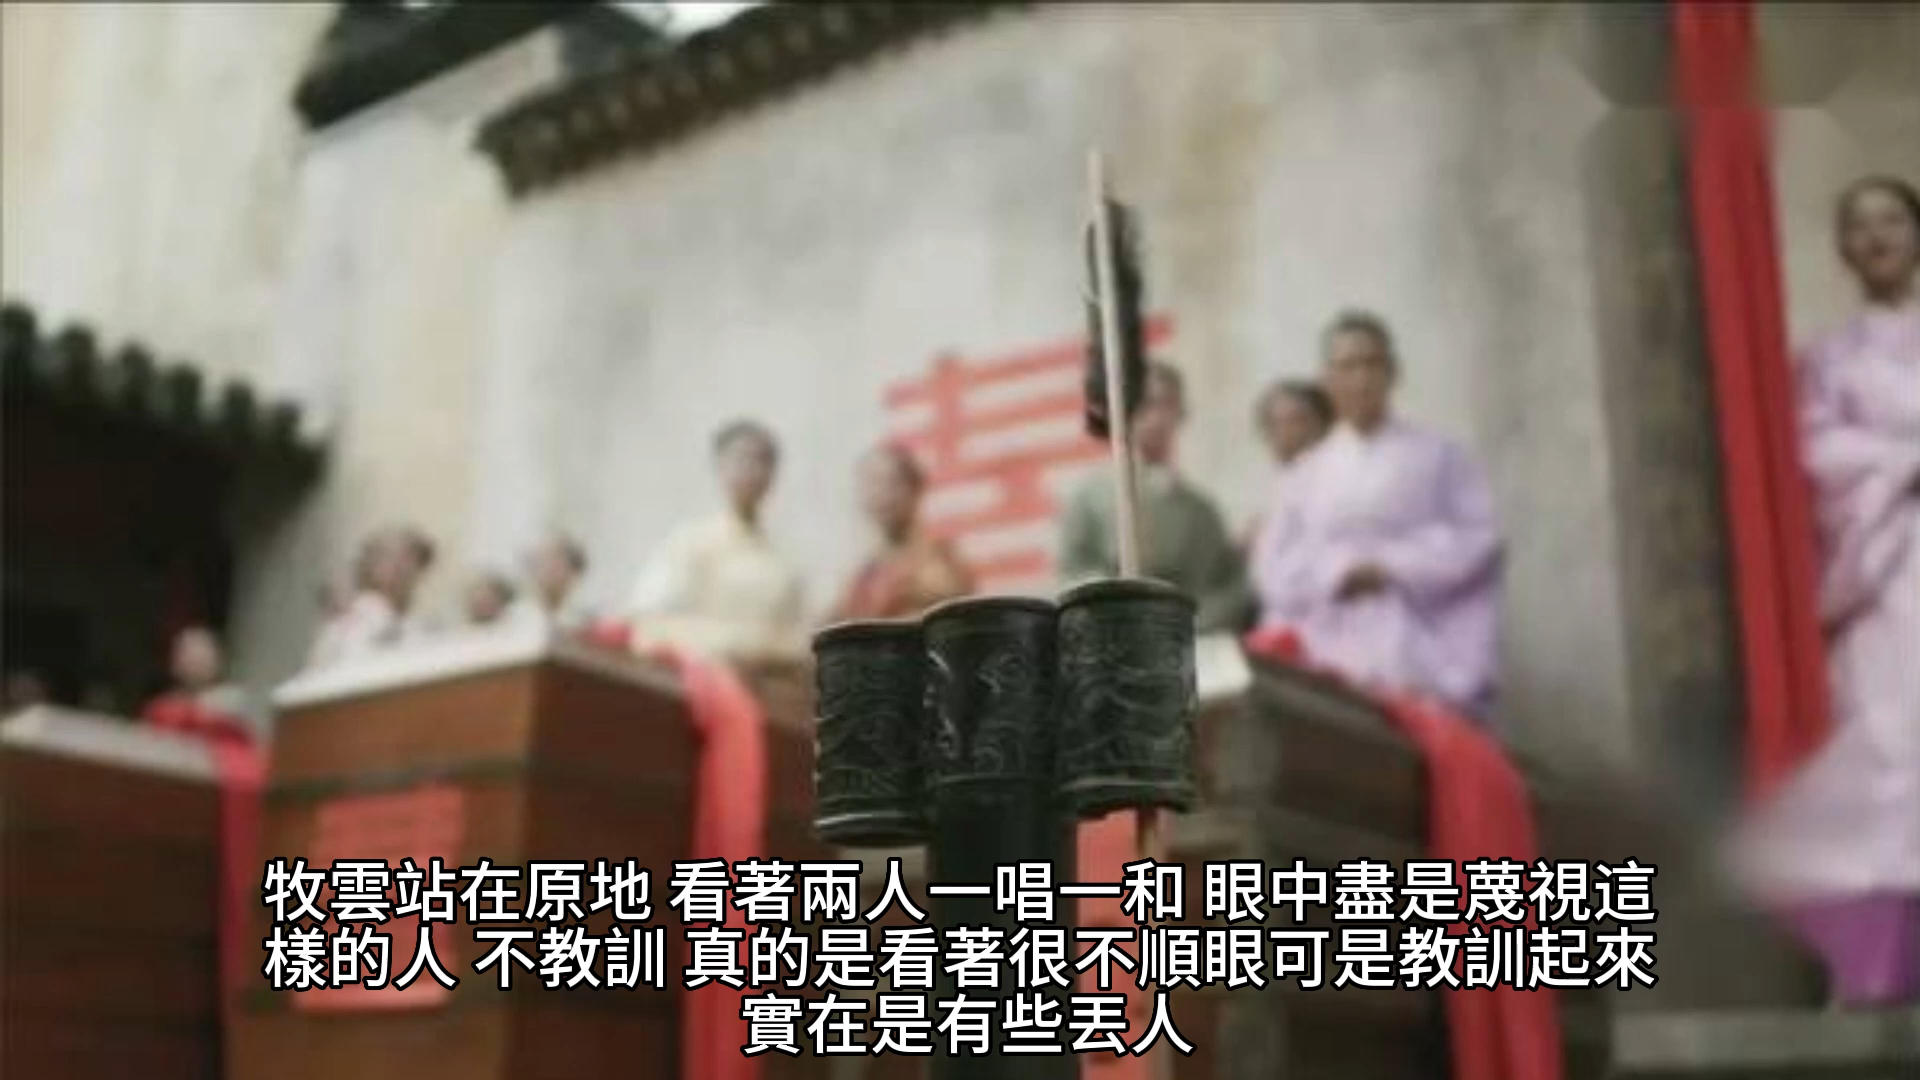 囍
牧雲站在原地 看著兩人一唱一和 眼中盡是蔑視這
樣的人 不教訓 真的是看著很不順眼可是教訓起來
實在是有些丟人